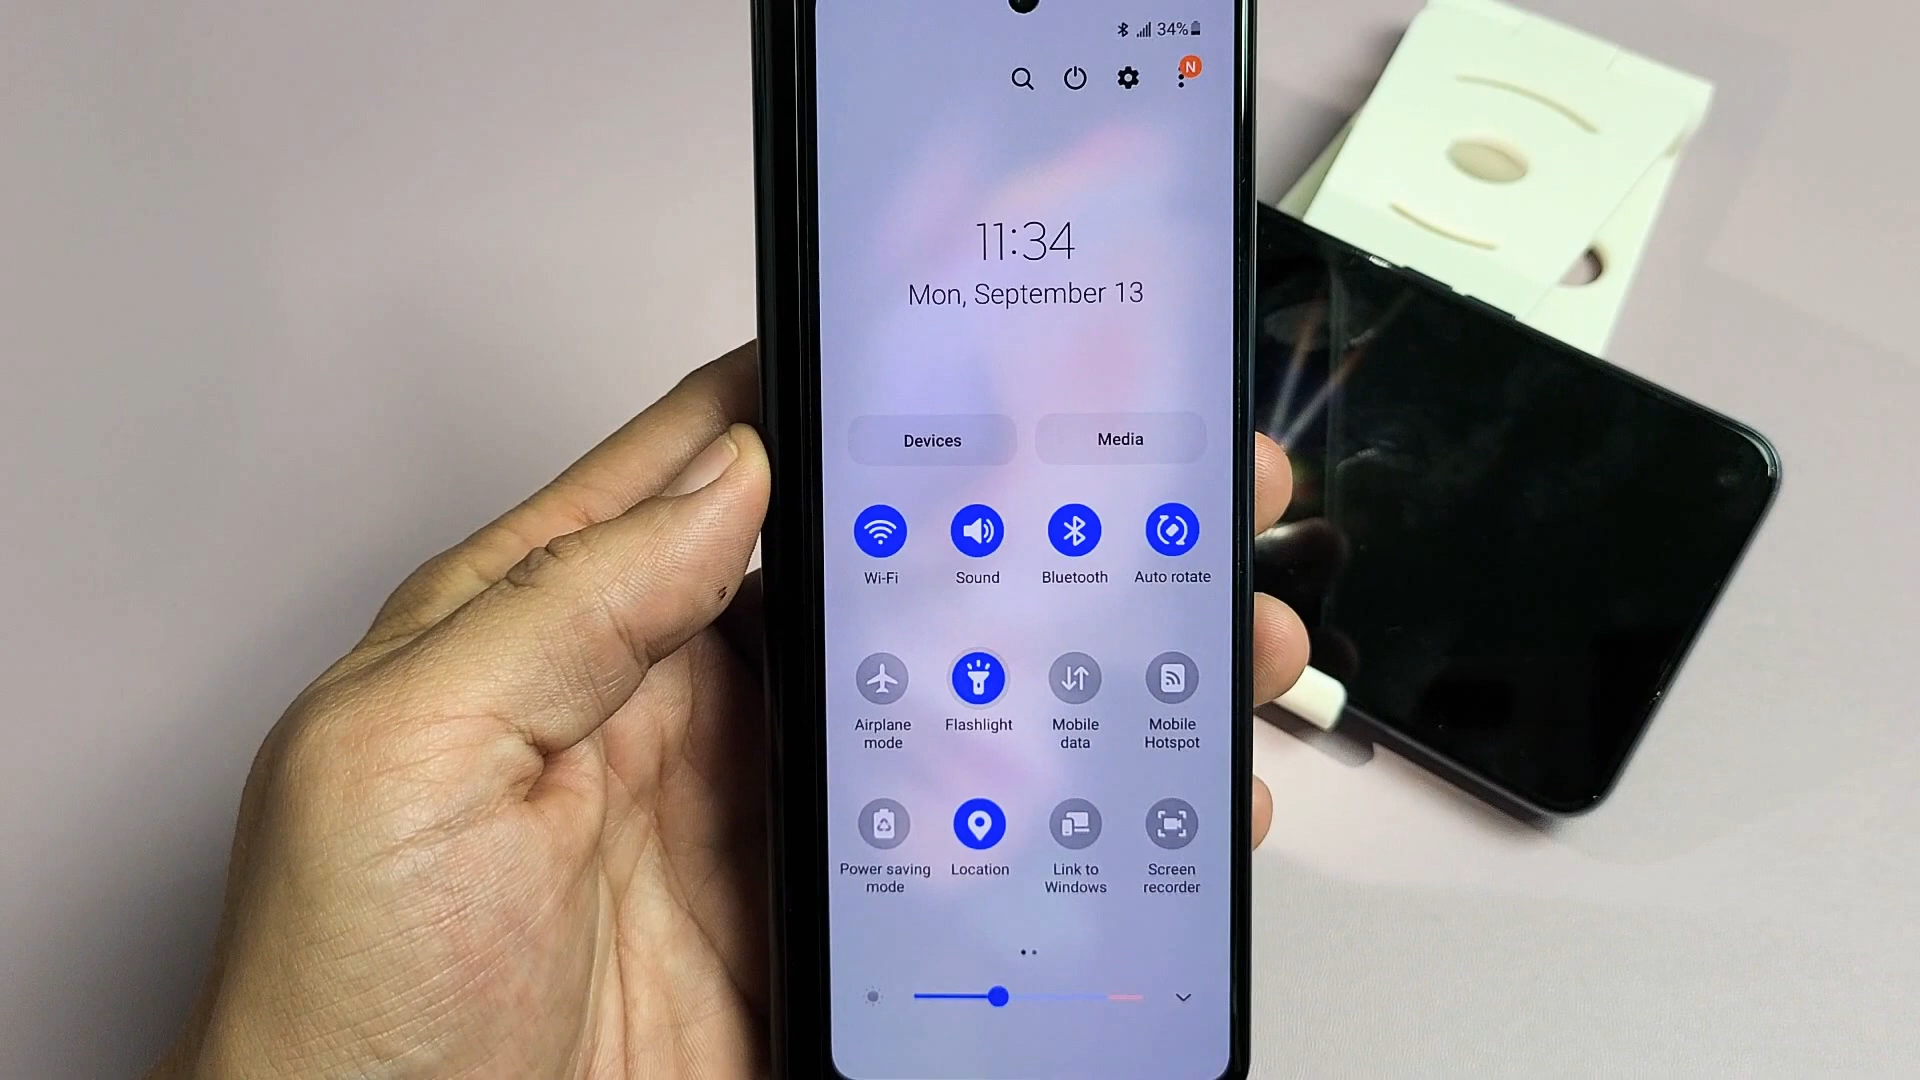 34%
N
11:34
Mon, September 13
Devices Media
Wi-Fi Sound Bluetooth Auto rotate
Airplane mode Flashlight Mobile data Mobile Hotspot
Power saving mode Location Link to Windows Screen recorder